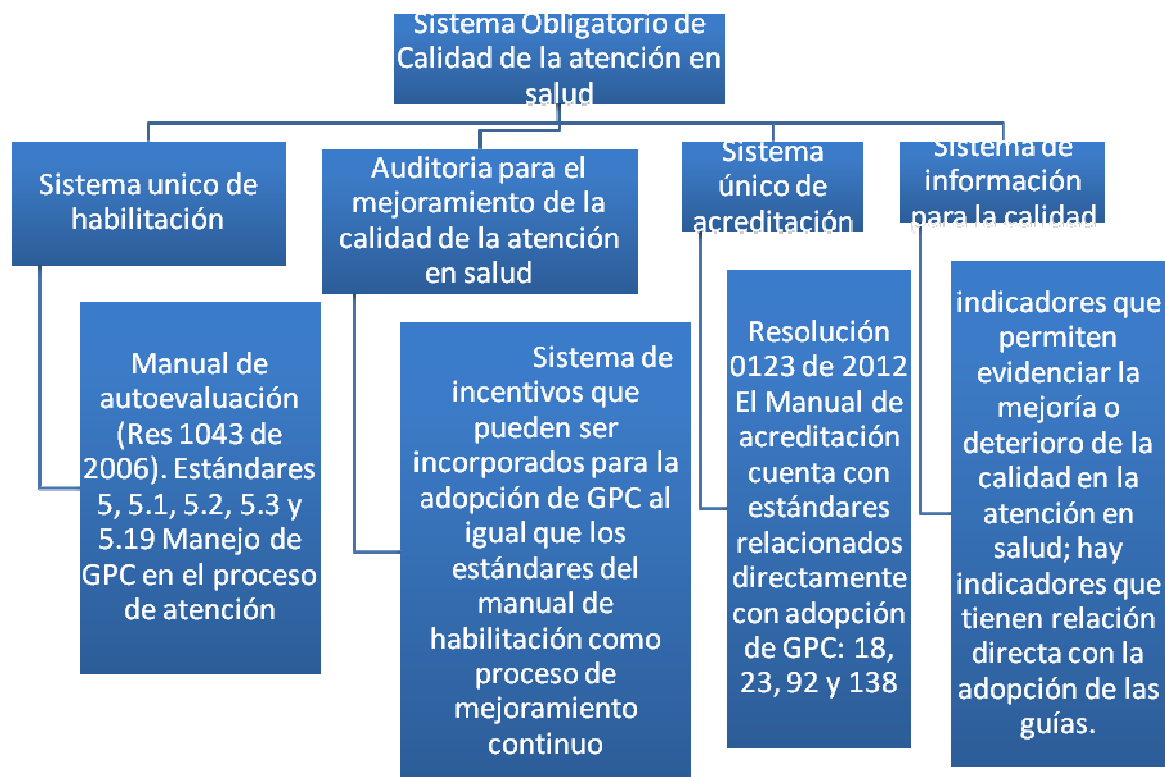 Sistema Obligatorio de
Calidad de la atención en
salud
Sistema unico de
habilitación
Auditoria para el
mejoramiento de la
calidad de la atención
en salud
Sistema
único de
acreditación
Sistema de
información
para la calidad
Manual de
autoevaluación
(Res 1043 de
2006). Estándares
5, 5.1, 5.2, 5.3 y
5.19 Manejo de
GPC en el proceso
de atención
Sistema de
incentivos que
pueden ser
incorporados para la
adopción de GPC al
igual que los
estándares del
manual de
habilitación como
proceso de
mejoramiento
continuo
Resolución
0123 de 2012
El Manual de
acreditación
cuenta con
estándares
relacionados
directamente
con adopción
de GPC: 18,
23, 92 y 138
indicadores que
permiten
evidenciar la
mejoría o
deterioro de la
calidad en la
atención en
salud; hay
indicadores que
tienen relación
directa con la
adopción de las
guías.